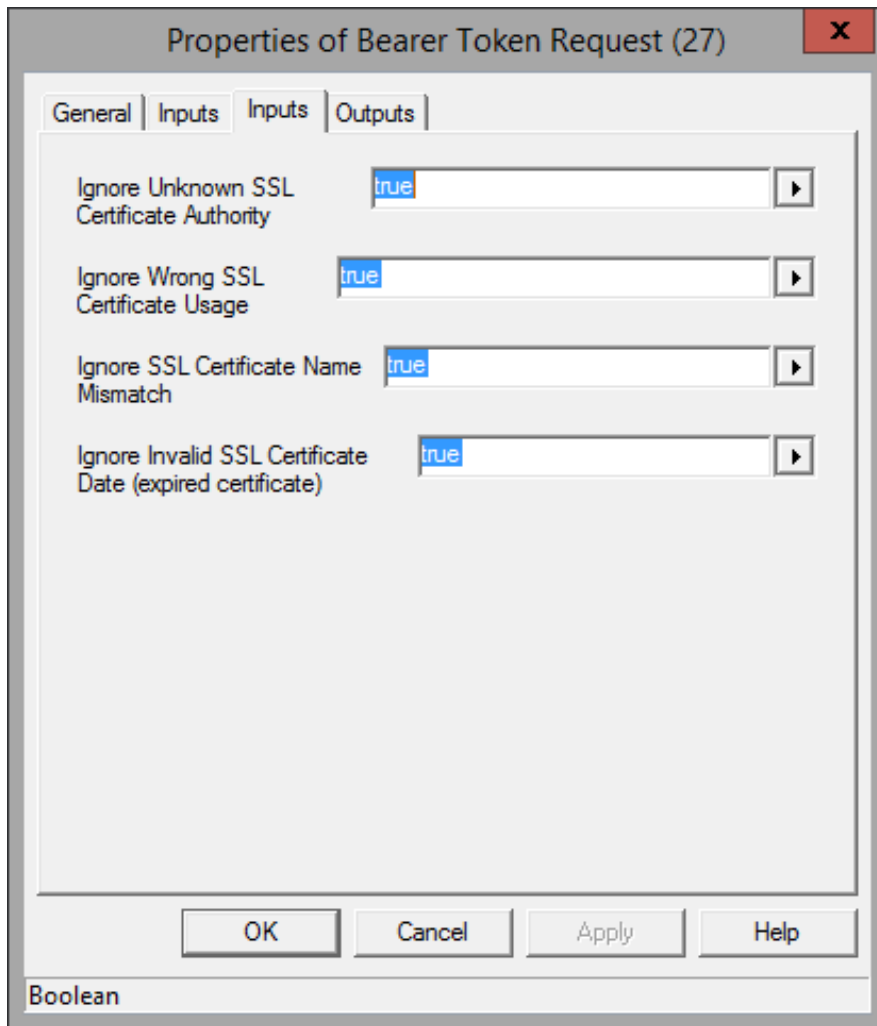 Properties of Bearer Token Request (27)
x
General Inputs Inputs Outputs
Ignore Unknown SSL
Certificate Authority
true
Ignore Wrong SSL
Certificate Usage
true
Ignore SSL Certificate Name
Mismatch
true
Ignore Invalid SSL Certificate
Date (expired certificate)
true
OK Cancel Apply Help
Boolean